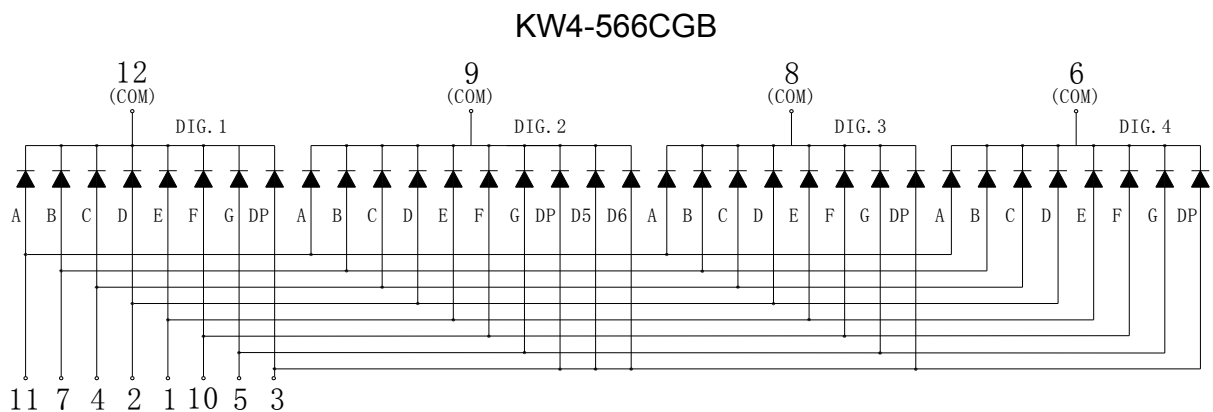 KW4-566CGB
12 9 8 6
(COM) (COM) (COM) (COM)
DIG.1 DIG.2 DIG.3 DIG.4
A B C D E F G DP A B C D E F G DP D5 D6 A B C D E F G DP A B C D E F G DP
11 7 4 2 1 10 5 3